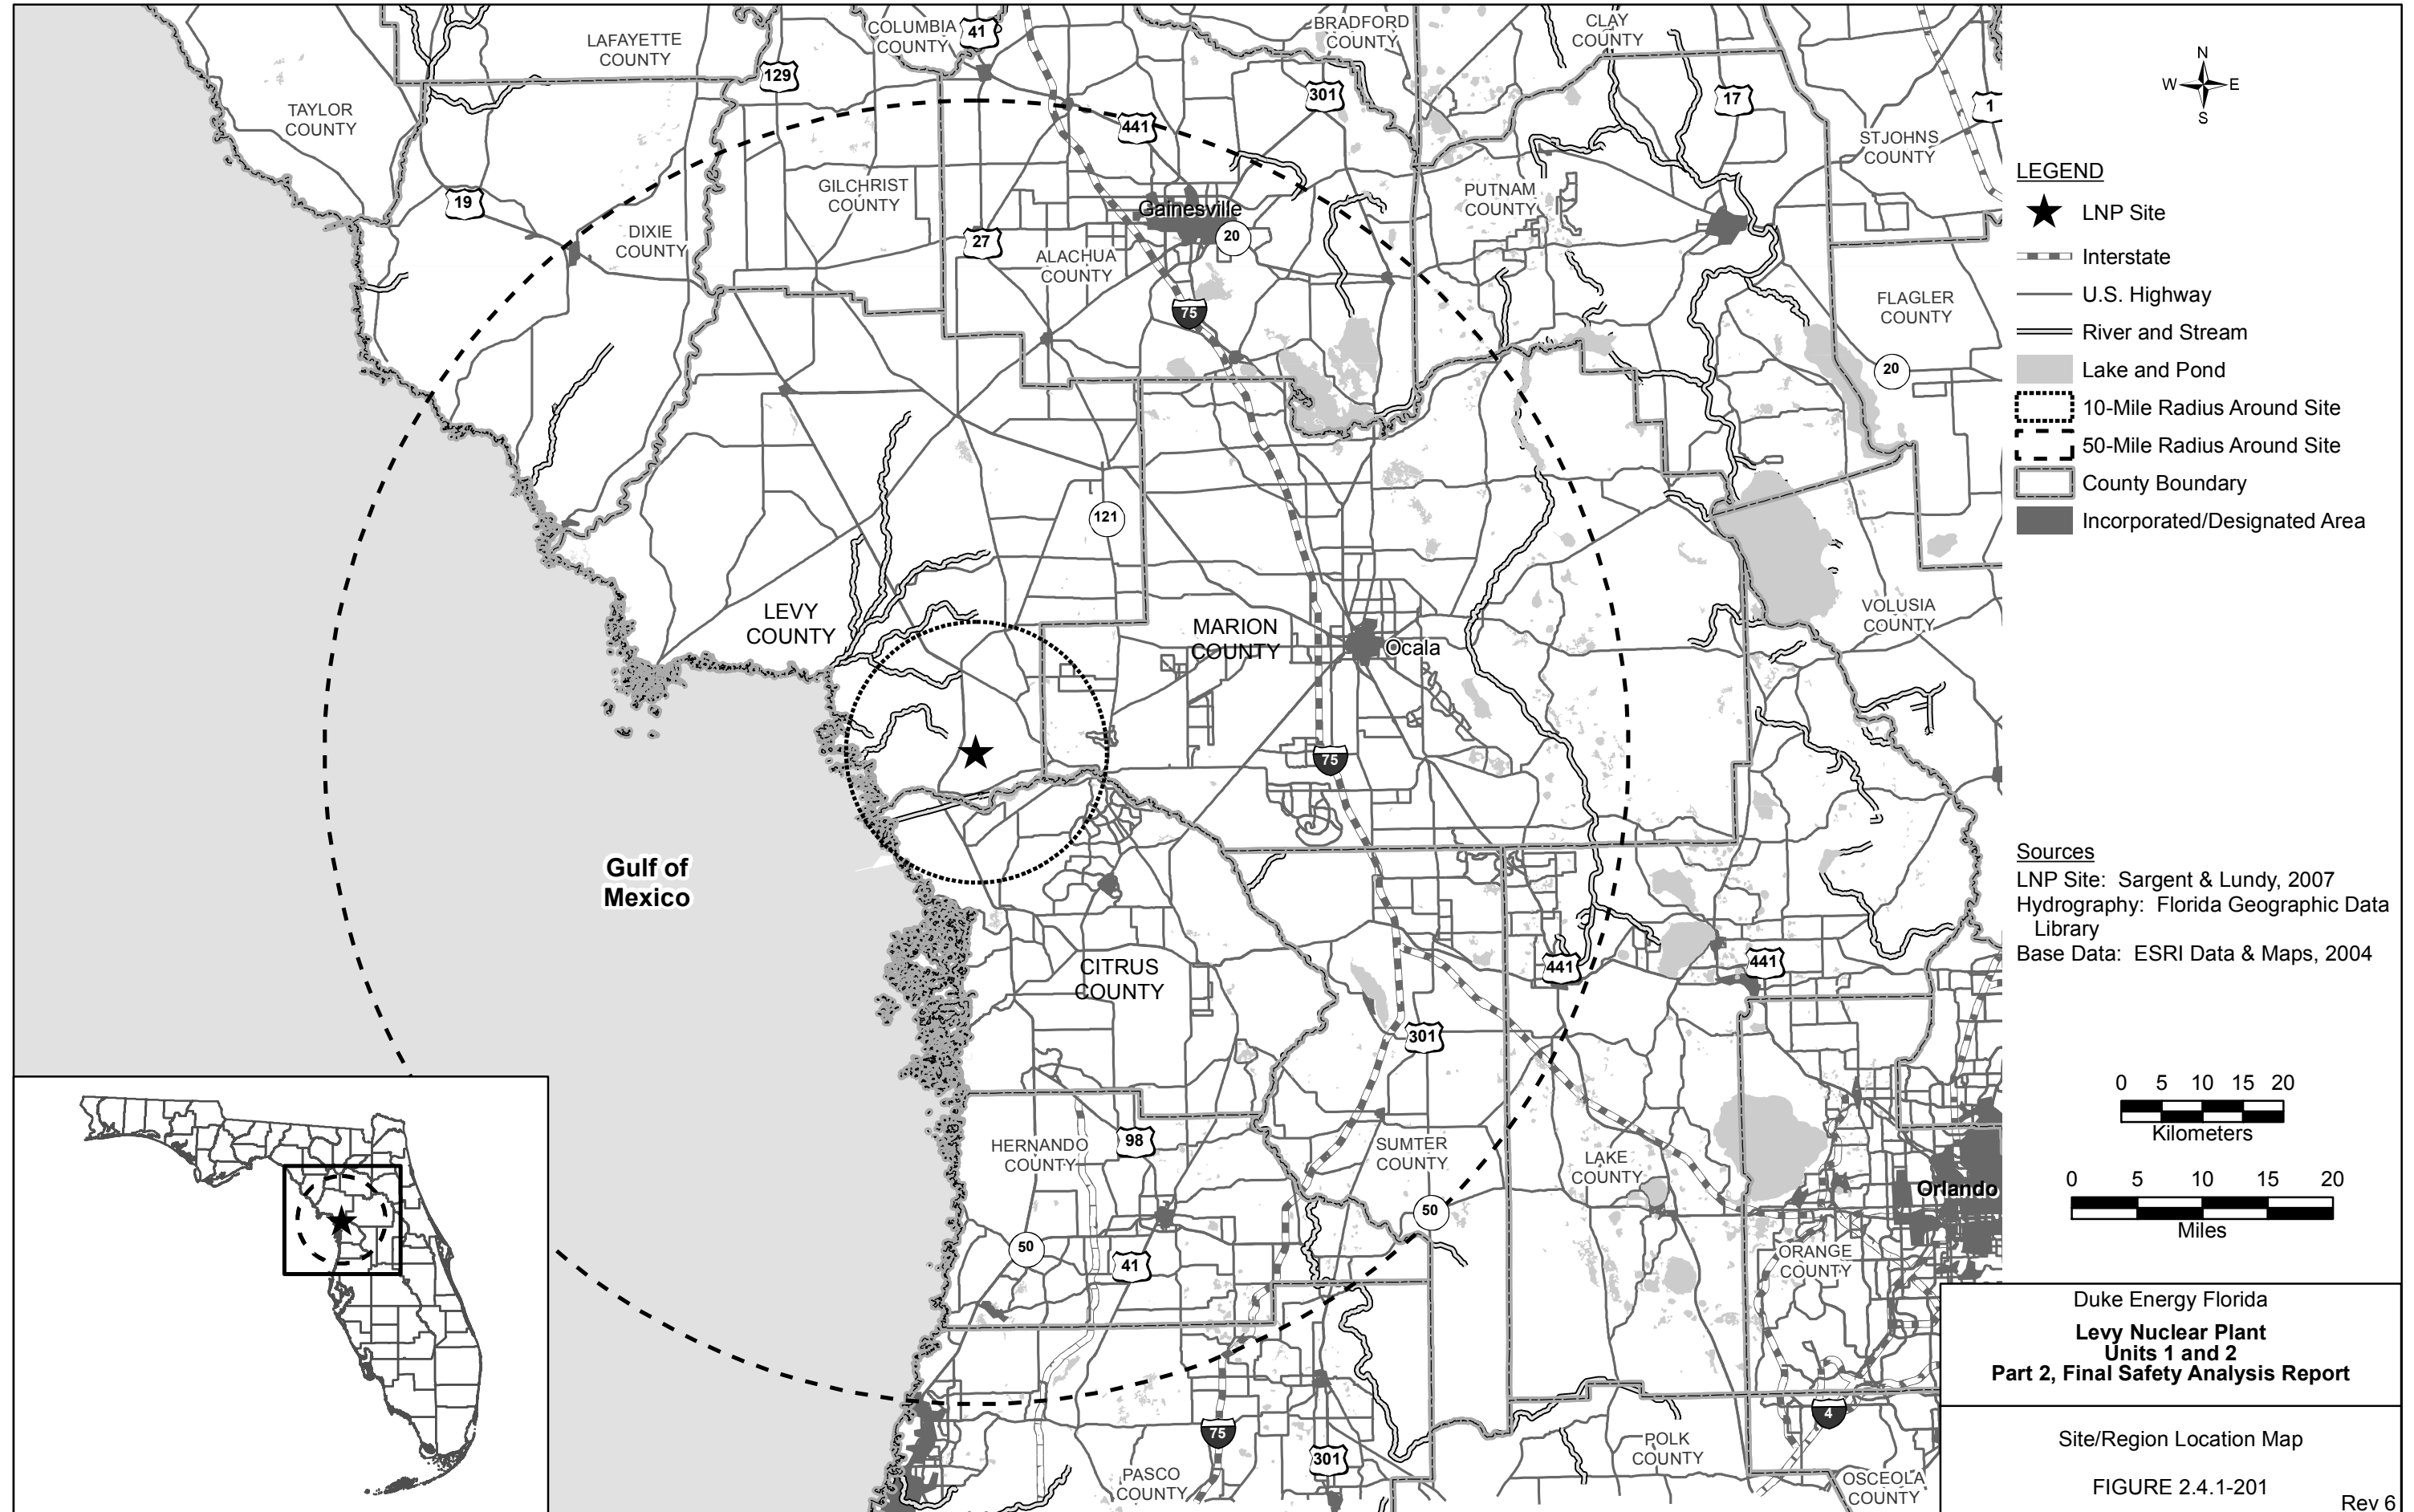 COLUMBIA
COUNTY
41
BRADFORD
COUNTY
CLAY
COUNTY
LAFAYETTE
COUNTY
129
301
17
1
TAYLOR
COUNTY
441
STJOHNS
COUNTY
19
GILCHRIST
COUNTY
PUTNAM
COUNTY
Gainesville
20
DIXIE
COUNTY
27
ALACHUA
COUNTY
75
FLAGLER
COUNTY
20
121
LEVY
COUNTY
MARION
COUNTY
Ocala
VOLUSIA
COUNTY
75
Gulf of
Mexico
CITRUS
COUNTY
441
441
301
HERNANDO
COUNTY
98
SUMTER
COUNTY
LAKE
COUNTY
Orlando
50
50
41
ORANGE
COUNTY
75
301
4
PASCO
COUNTY
POLK
COUNTY
OSCEOLA
COUNTY
N
W E
S
LEGEND
LNP Site
Interstate
U.S. Highway
River and Stream
Lake and Pond
10-Mile Radius Around Site
50-Mile Radius Around Site
County Boundary
Incorporated/Designated Area
Sources
LNP Site: Sargent & Lundy, 2007
Hydrography: Florida Geographic Data
Library
Base Data: ESRI Data & Maps, 2004
0 5 10 15 20
Kilometers
0 5 10 15 20
Miles
Duke Energy Florida
Levy Nuclear Plant
Units 1 and 2
Part 2, Final Safety Analysis Report
Site/Region Location Map
FIGURE 2.4.1-201
Rev 6